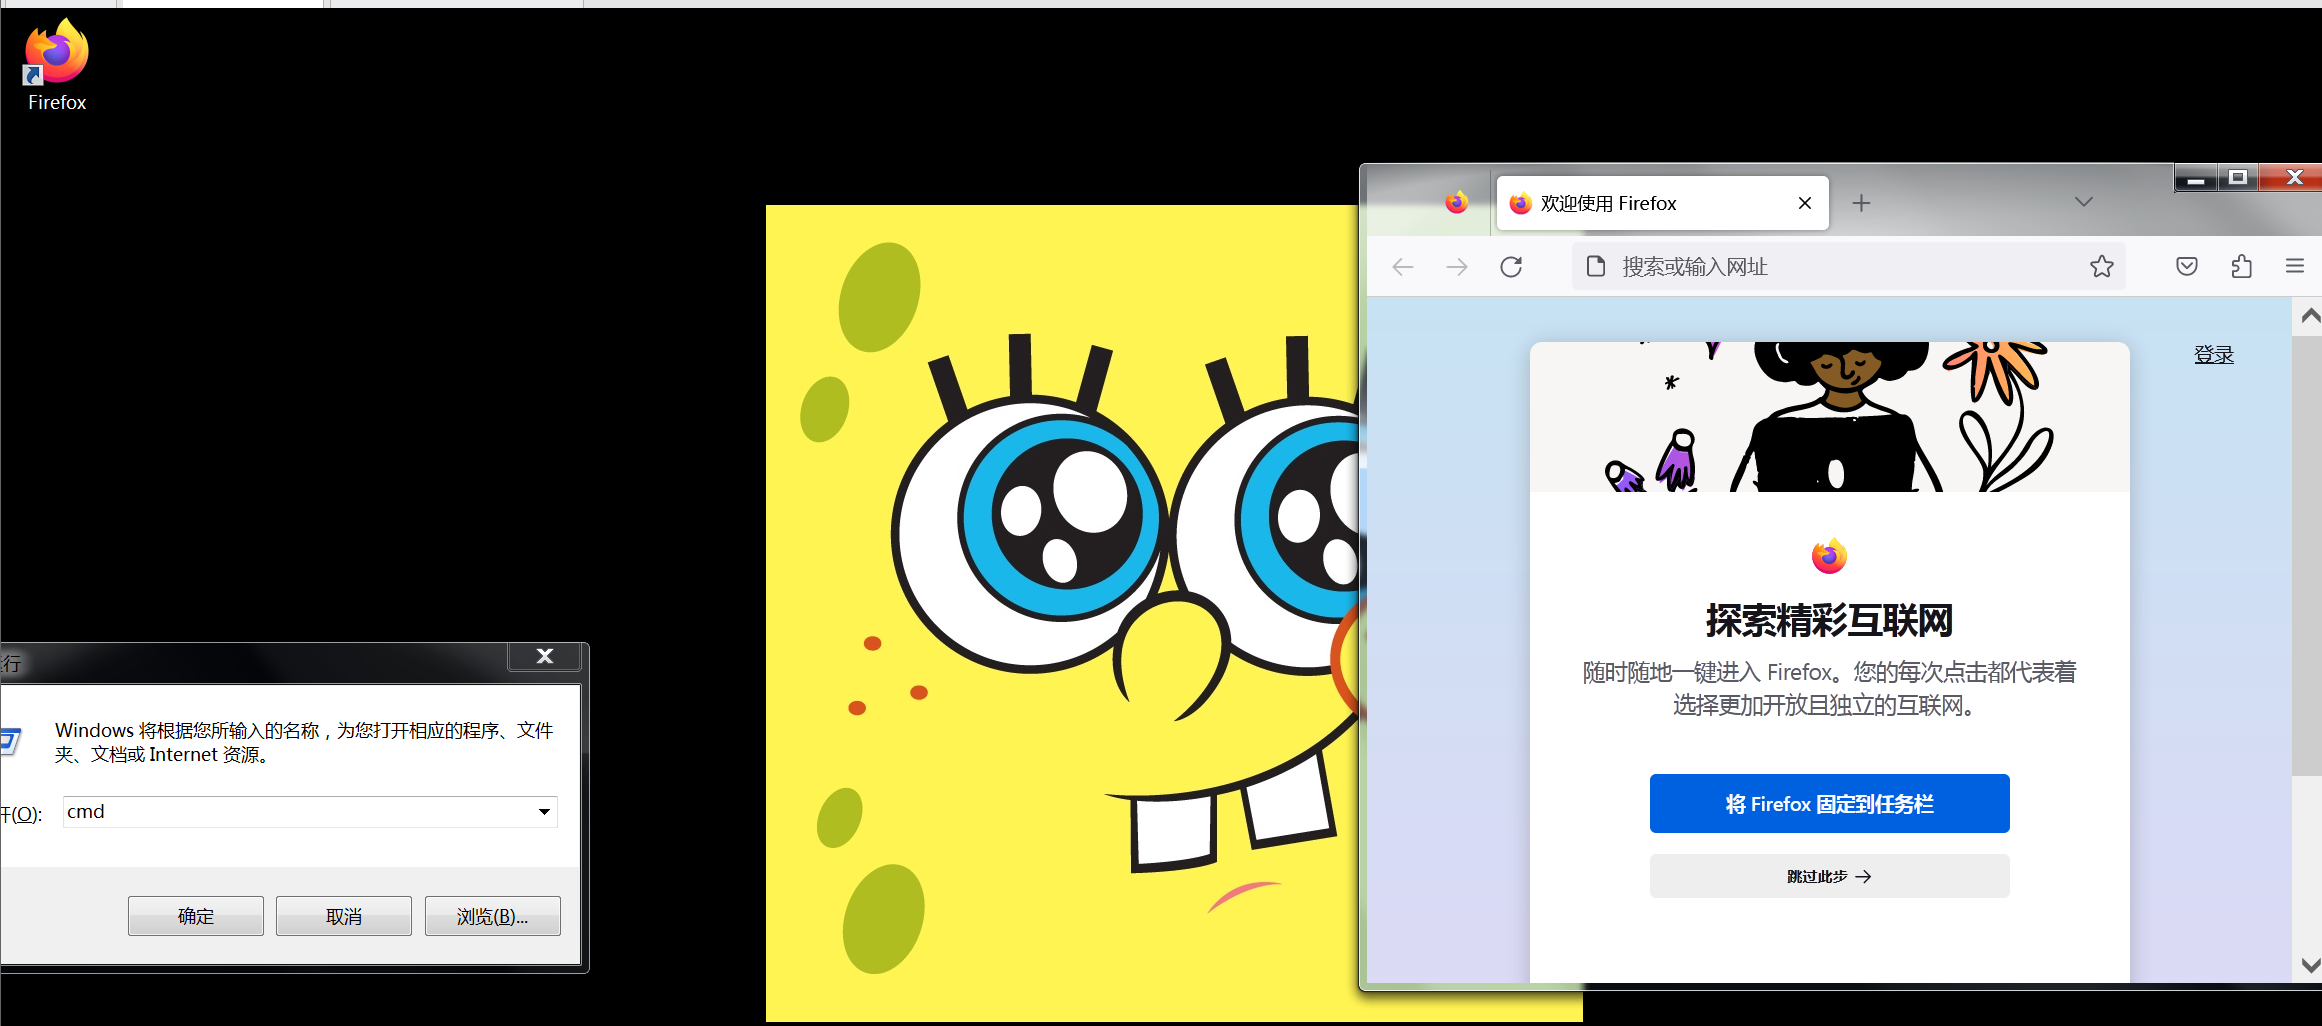 Firefox
欢迎使用 Firefox
搜索或输入网址
登录
探索精彩互联网
随时随地一键进入 Firefox。您的每次点击都代表着
选择更加开放且独立的互联网。
将 Firefox 固定到任务栏
跳过此步
行
Windows 将根据您所输入的名称，为您打开相应的程序、文件
夹、文档或 Internet 资源。
开(O):
cmd
确定
取消
浏览(B)...